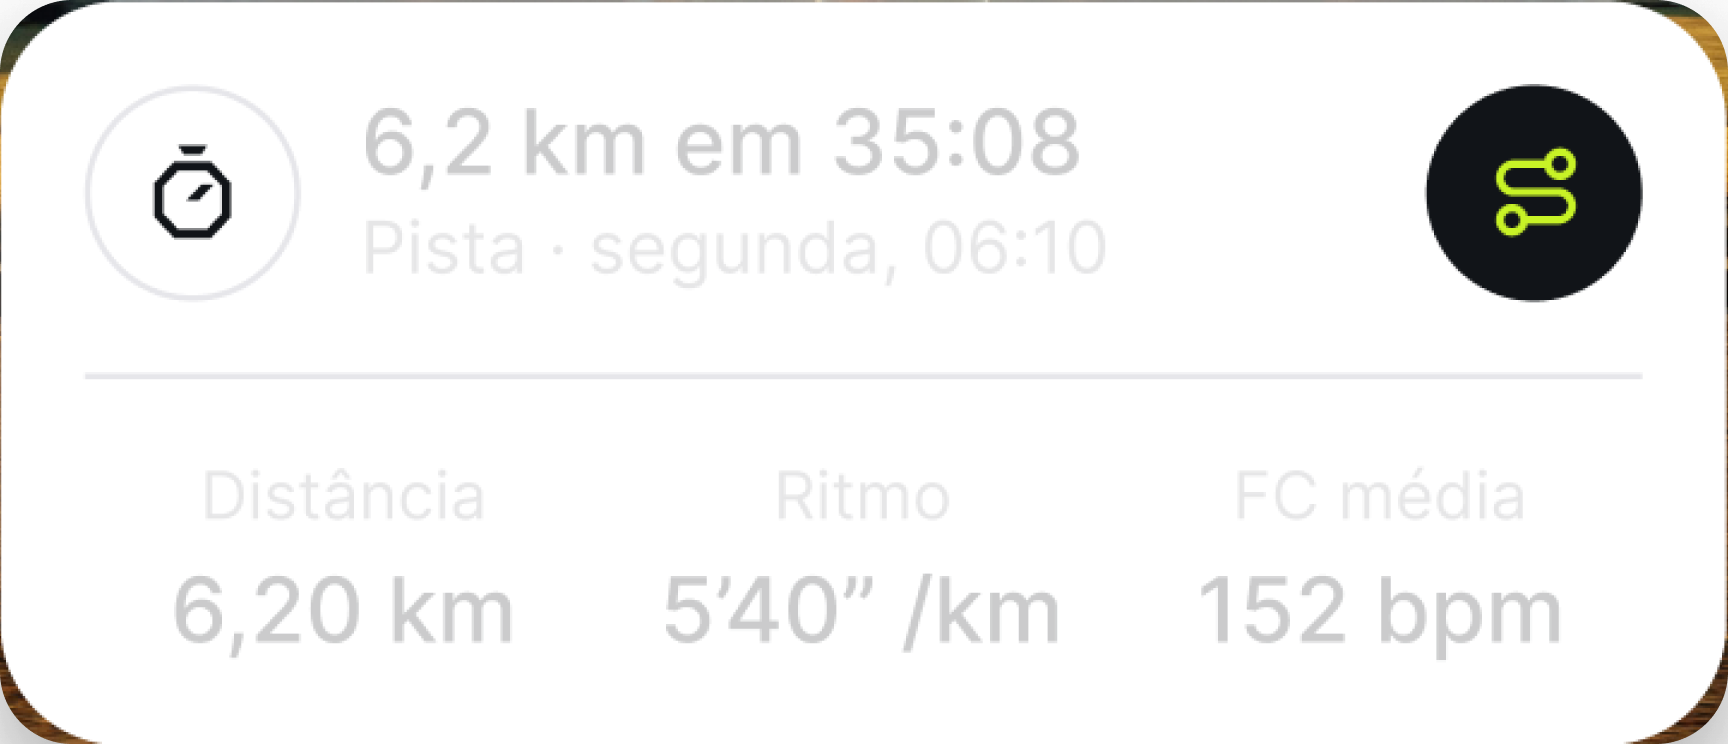 6,2 km em 35:08
Pista · segunda, 06:10
Distância
Ritmo
FC média
6,20 km
5’40” /km
152 bpm